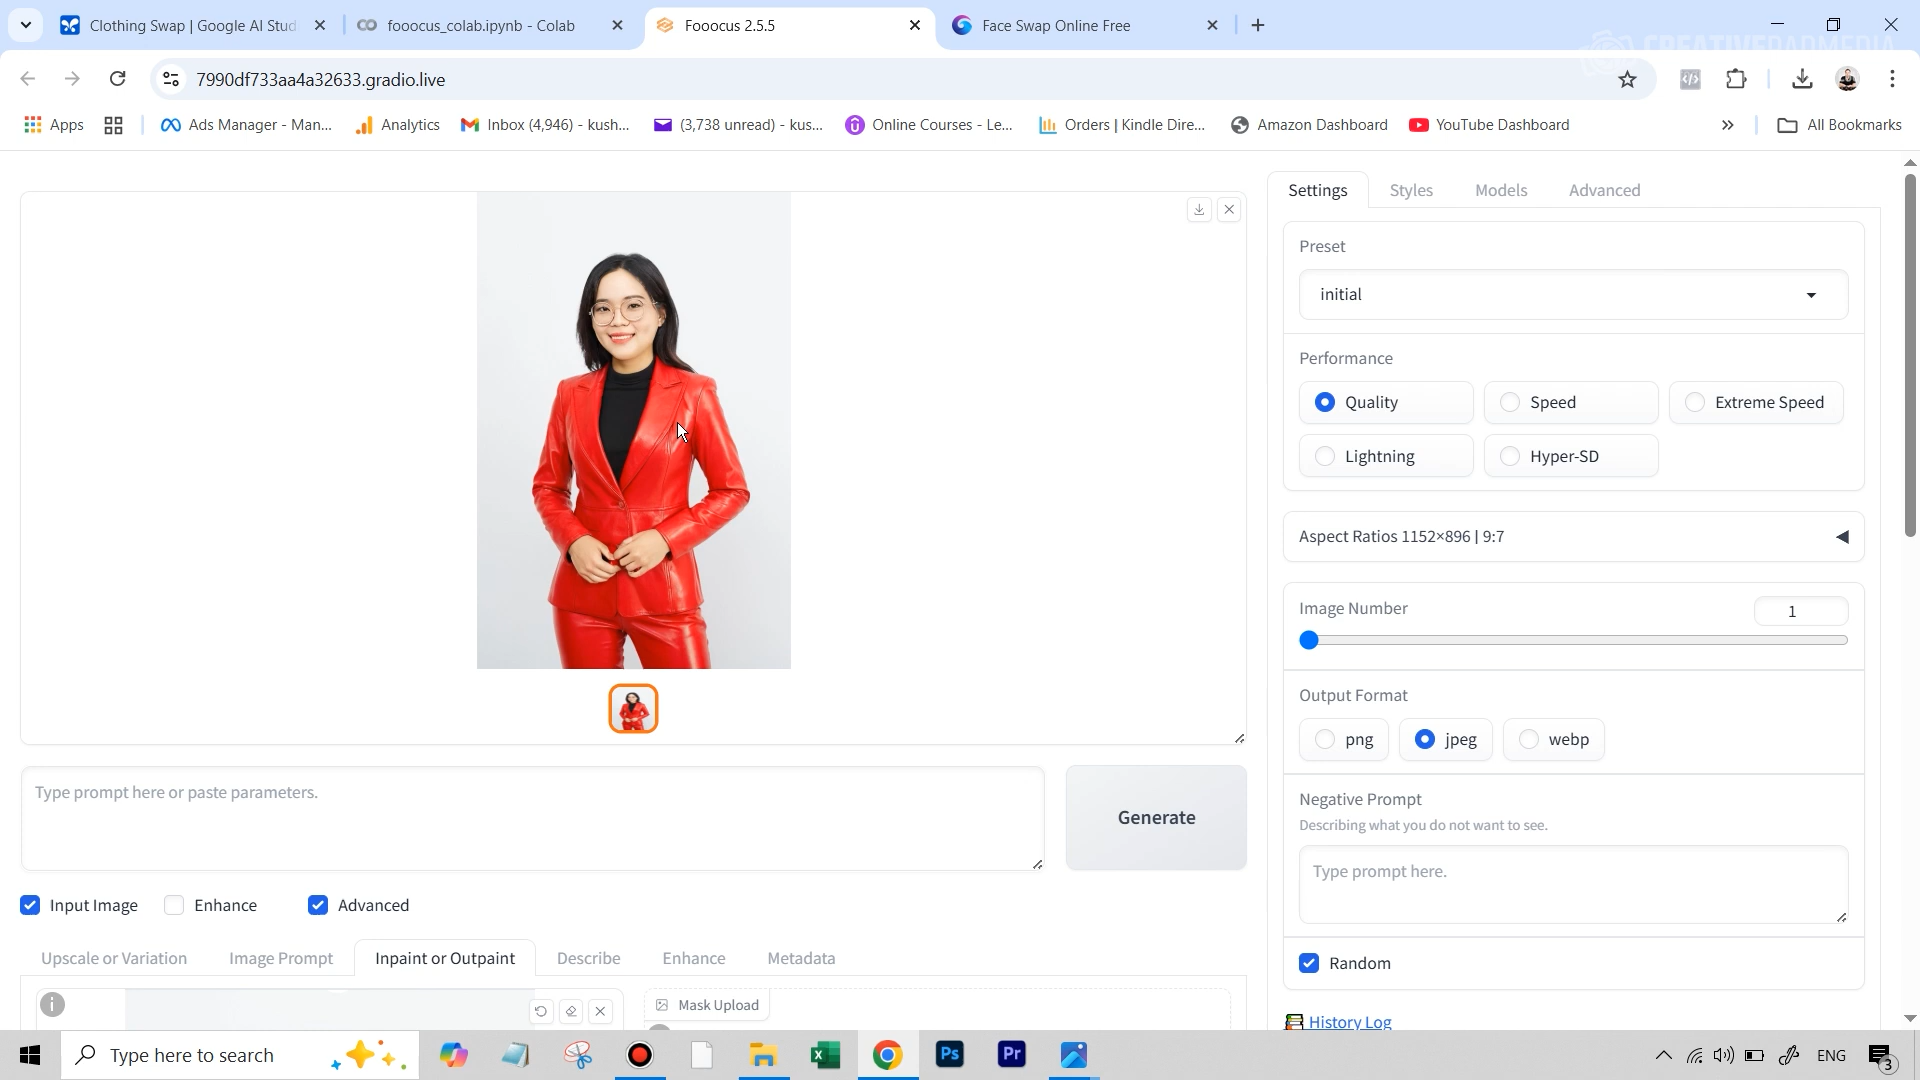 Clothing Swap | Google AI Stud
fooocus_colab.ipynb - Colab
Fooocus 2.5.5
Face Swap Online Free
CREATIVEDADMEDIA
7990df733aa4a32633.gradio.live
Apps
Ads Manager - Man...
Analytics
Inbox (4,946) - kush...
(3,738 unread) - kus...
Online Courses - Le...
Orders | Kindle Dire...
Amazon Dashboard
YouTube Dashboard
All Bookmarks
Settings
Styles
Models
Advanced
Preset
initial
Performance
Quality
Speed
Extreme Speed
Lightning
Hyper-SD
Aspect Ratios 1152×896 | 9:7
Image Number
1
Output Format
png
jpeg
webp
Type prompt here or paste parameters.
Generate
Negative Prompt
Describing what you do not want to see.
Type prompt here.
Input Image
Enhance
Advanced
Upscale or Variation
Image Prompt
Inpaint or Outpaint
Describe
Enhance
Metadata
Random
Mask Upload
History Log
Type here to search
Ps
Pr
ENG
3